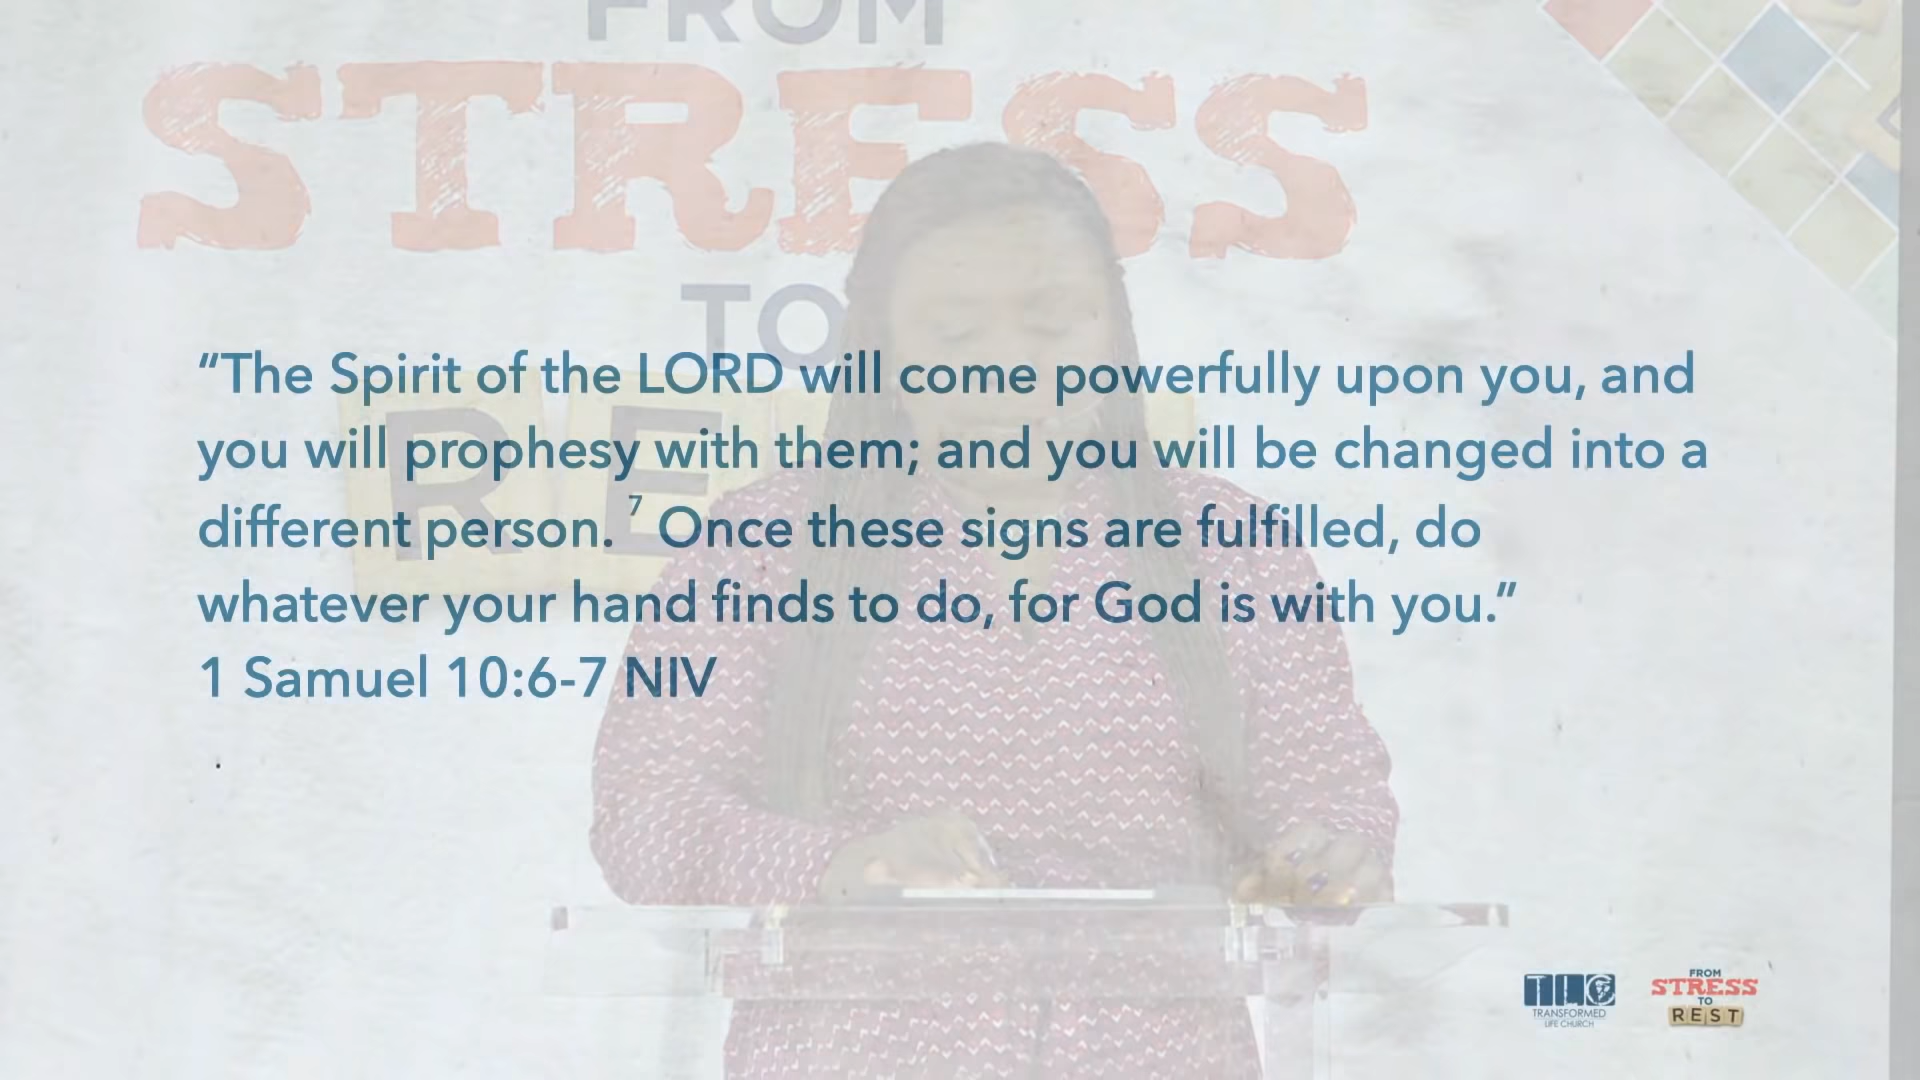 FROM
STRESS
TO
RE
“The Spirit of the LORD will come powerfully upon you, and
you will prophesy with them; and you will be changed into a
different person. 7 Once these signs are fulfilled, do
whatever your hand finds to do, for God is with you.”
1 Samuel 10:6-7 NIV
TLC
TRANSFORMED
LIFE CHURCH
FROM
STRESS
TO
REST